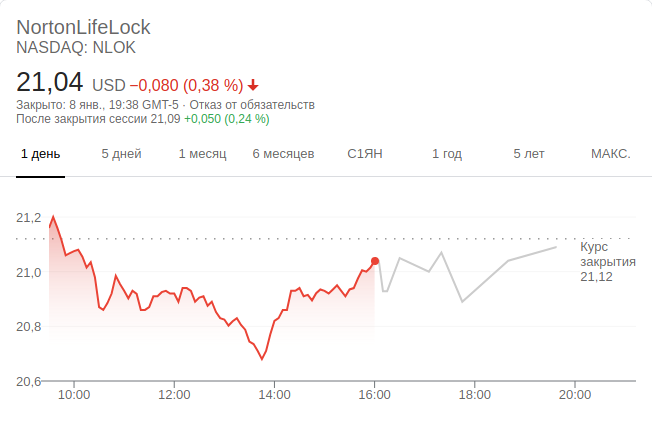 NortonLifeLock
NASDAQ: NLOK
21,04 USD −0,080 (0,38 %)
Закрыто: 8 янв., 19:38 GMT-5 · Отказ от обязательств
После закрытия сессии 21,09 +0,050 (0,24 %)
1 день 5 дней 1 месяц 6 месяцев С1ЯН 1 год 5 лет МАКС.
21,2
Курс
закрытия
21,12
21,0
20,8
20,6
10:00 12:00 14:00 16:00 18:00 20:00